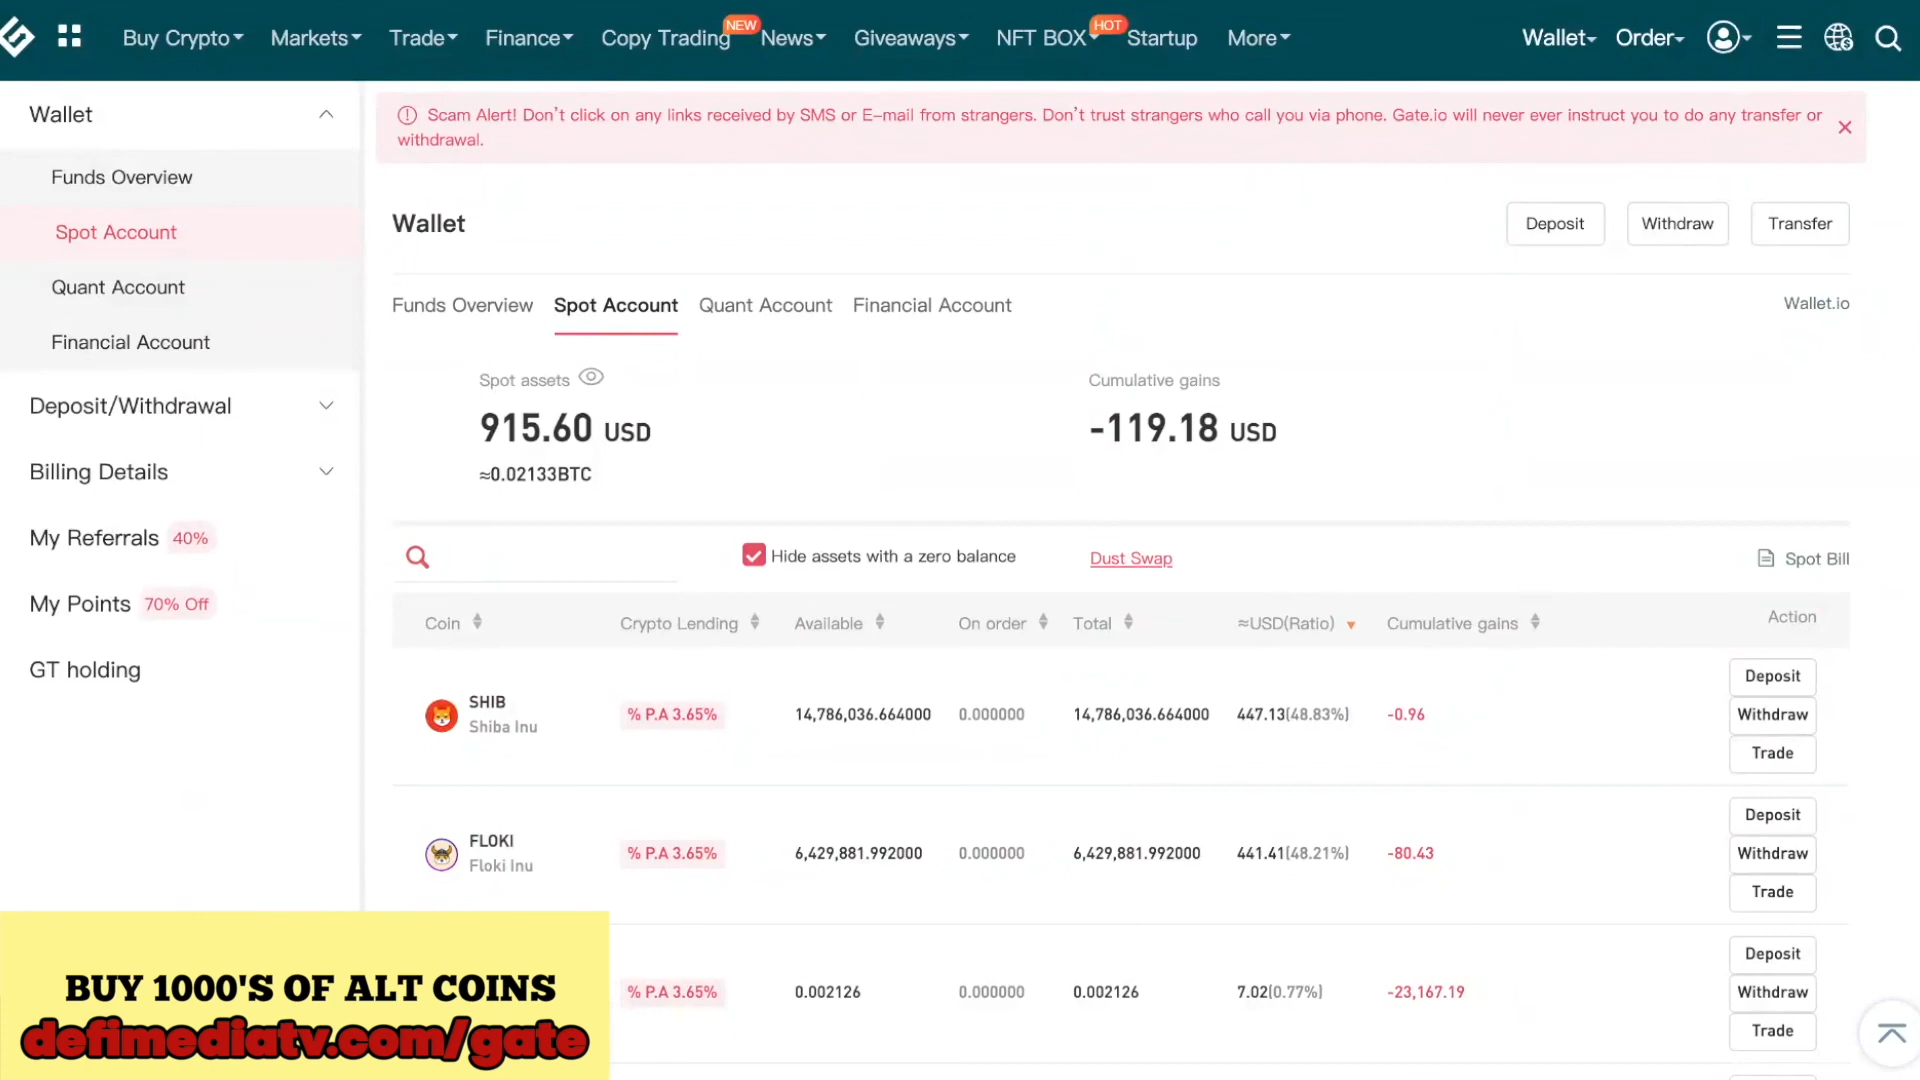 Buy Crypto
Markets
Trade
Finance
Copy Trading
NEW
News
Giveaways
NFT BOX
HOT
Startup
More
Wallet
Order
Wallet
Funds Overview
Spot Account
Quant Account
Financial Account
Deposit/Withdrawal
Billing Details
My Referrals 40%
My Points 70% Off
GT holding
Scam Alert! Don't click on any links received by SMS or E-mail from strangers. Don't trust strangers who call you via phone. Gate.io will never ever instruct you to do any transfer or
withdrawal.
Wallet
Deposit
Withdraw
Transfer
Funds Overview
Spot Account
Quant Account
Financial Account
Wallet.io
Spot assets
915.60 USD
≈0.02133BTC
Cumulative gains
-119.18 USD
Hide assets with a zero balance
Dust Swap
Spot Bill
Coin
Crypto Lending
Available
On order
Total
≈USD(Ratio)
Cumulative gains
Action
SHIB
Shiba Inu
% P.A 3.65%
14,786,036.664000
0.000000
14,786,036.664000
447.13(48.83%)
-0.96
Deposit
Withdraw
Trade
FLOKI
Floki Inu
% P.A 3.65%
6,429,881.992000
0.000000
6,429,881.992000
441.41(48.21%)
-80.43
Deposit
Withdraw
Trade
% P.A 3.65%
0.002126
0.000000
0.002126
7.02(0.77%)
-23,167.19
Deposit
Withdraw
Trade
BUY 1000'S OF ALT COINS
defimediatv.com/gate